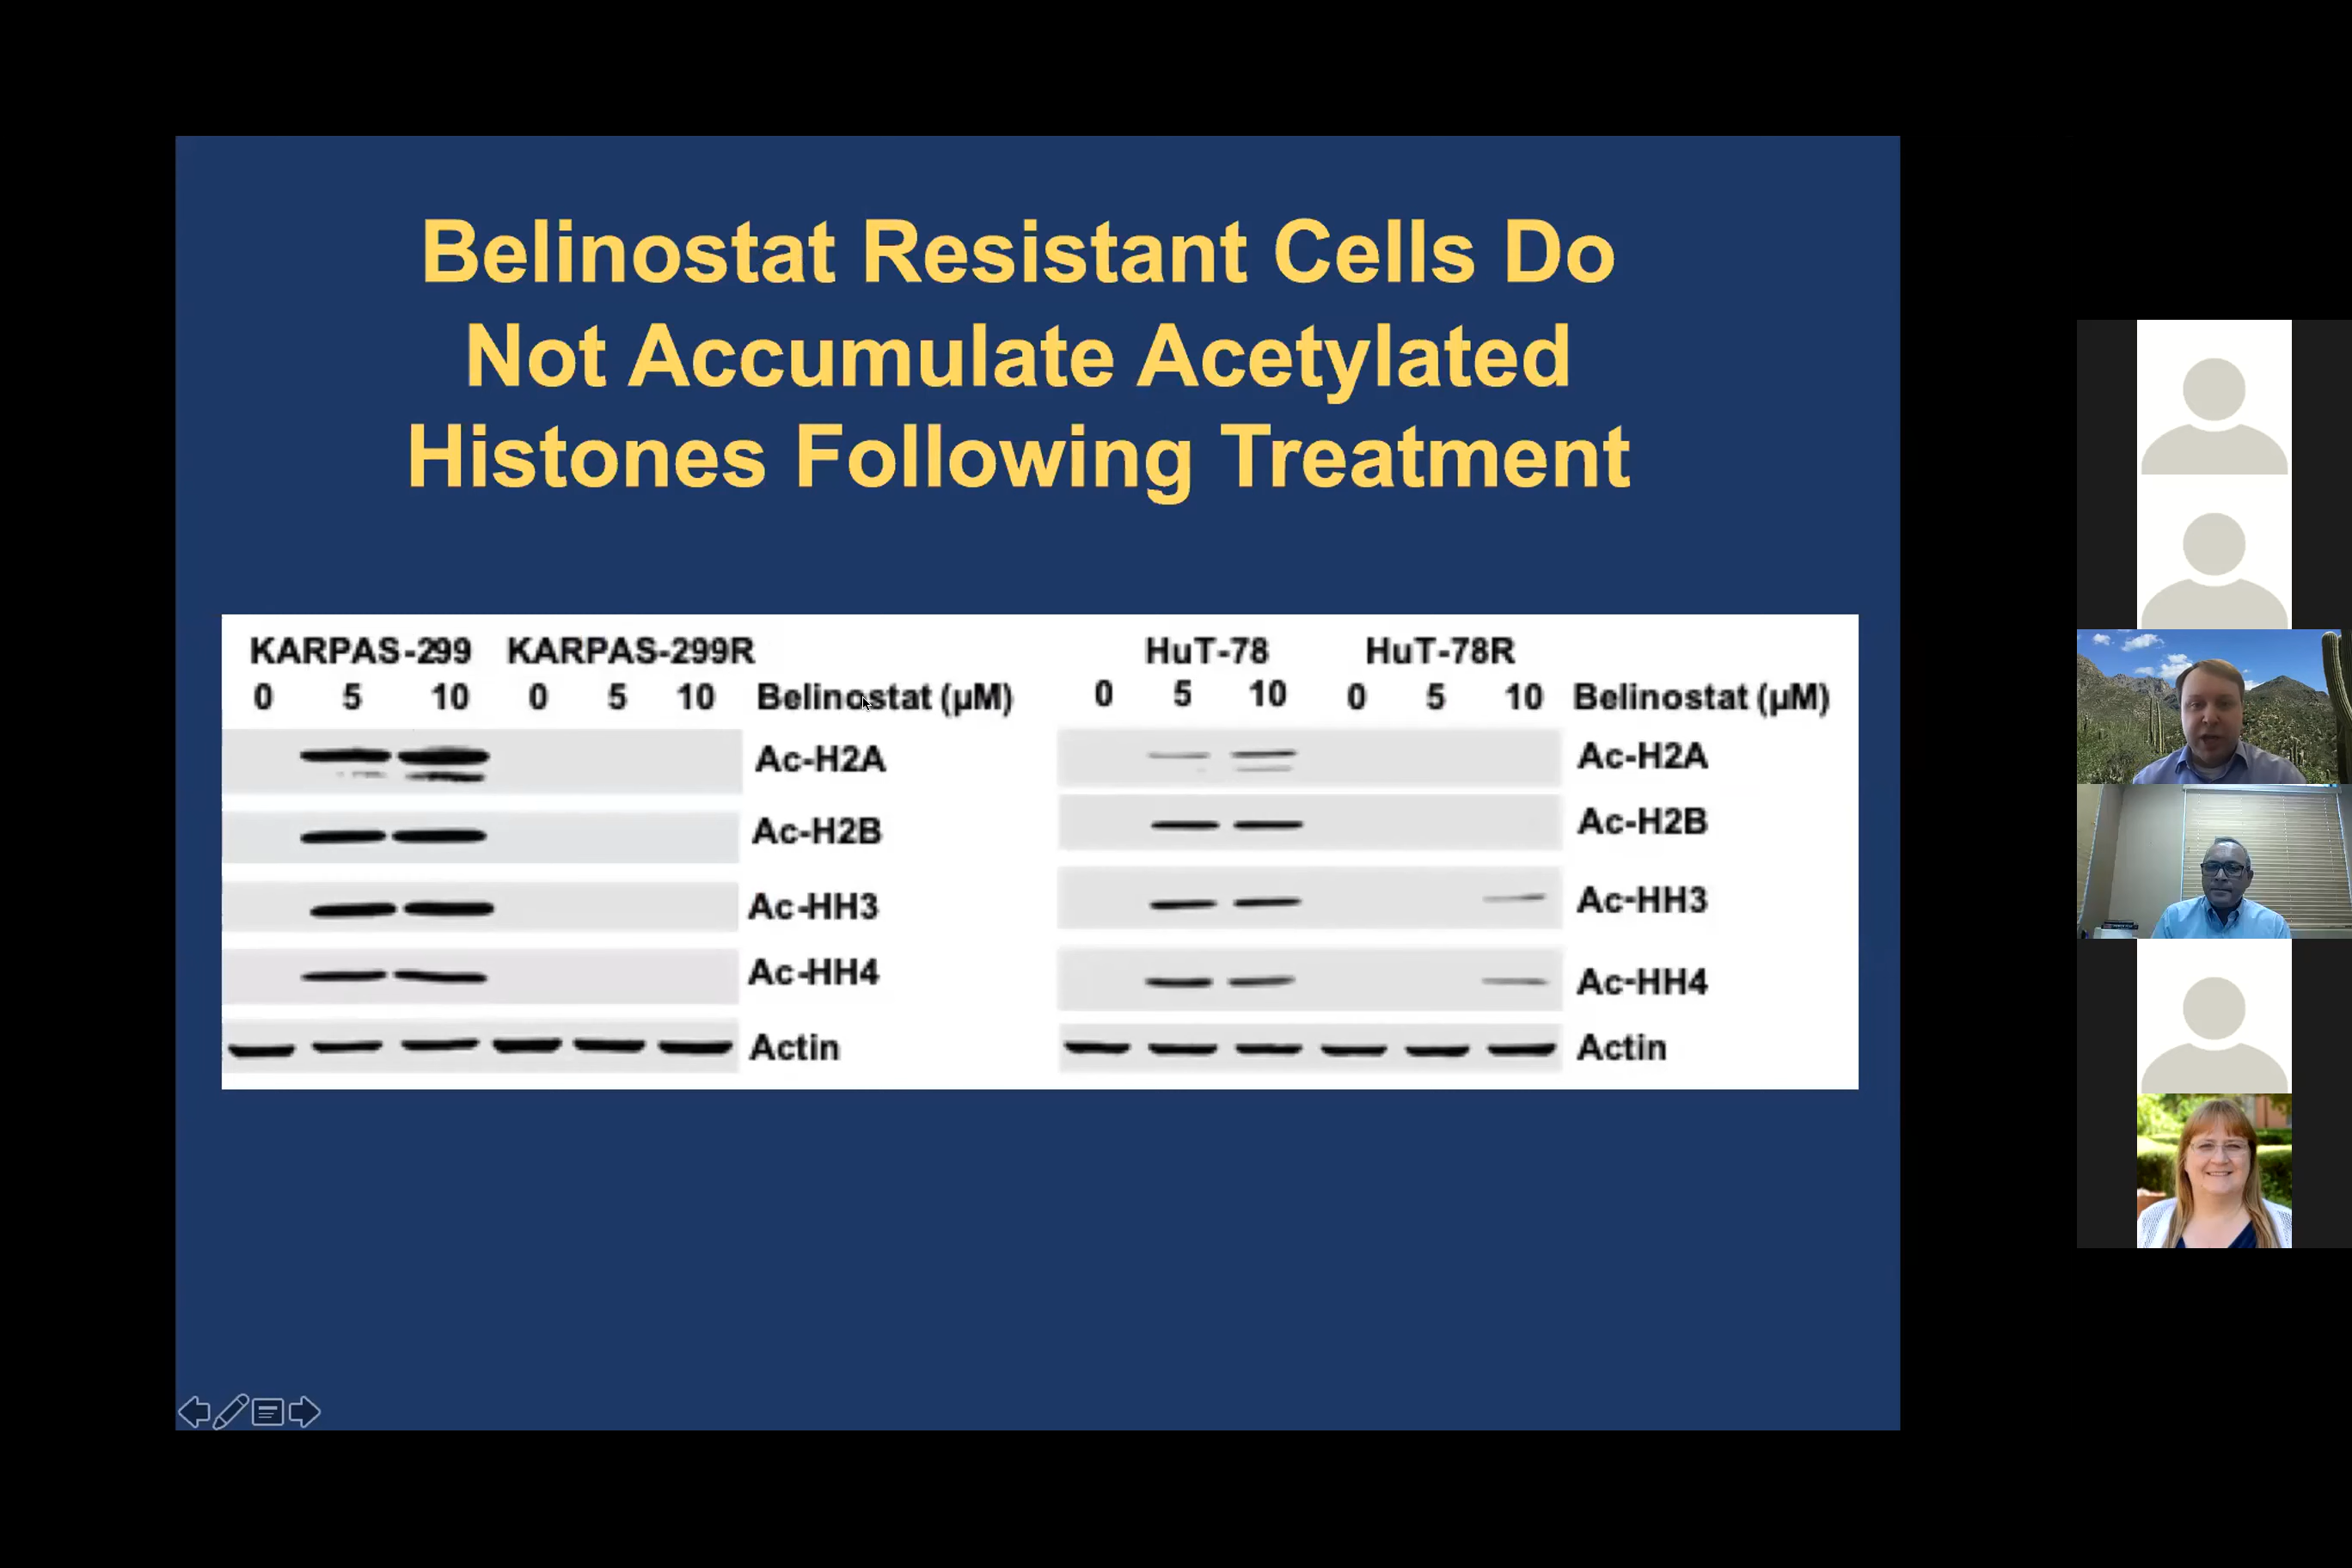 Belinostat Resistant Cells Do
Not Accumulate Acetylated
Histones Following Treatment
KARPAS-299 KARPAS-299R
0 5 10 0 5 10 Belinostat (µM)
Ac-H2A
Ac-H2B
Ac-HH3
Ac-HH4
Actin
HuT-78 HuT-78R
0 5 10 0 5 10 Belinostat (µM)
Ac-H2A
Ac-H2B
Ac-HH3
Ac-HH4
Actin